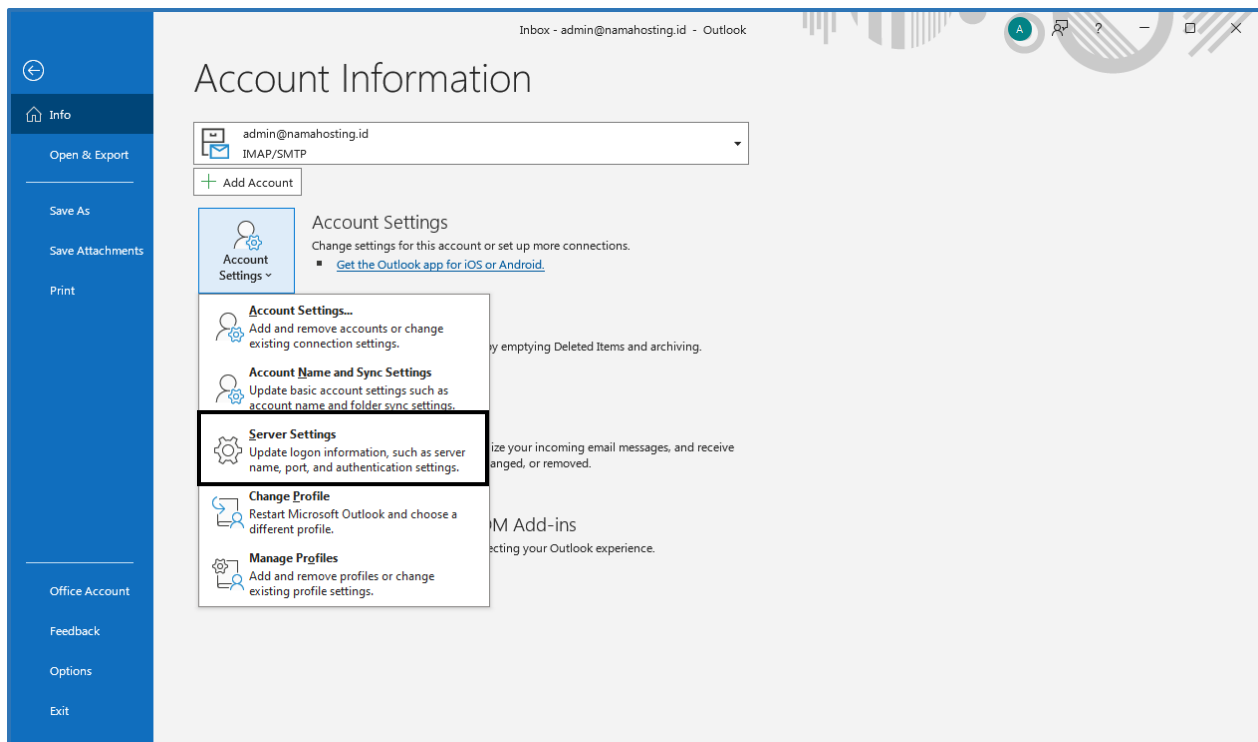 Inbox - admin@namahosting.id - Outlook
A
?
Account Information
Info
Open & Export
Save As
Save Attachments
Print
Office Account
Feedback
Options
Exit
admin@namahosting.id
IMAP/SMTP
Add Account
Account
Settings
Account Settings
Change settings for this account or set up more connections.
Get the Outlook app for iOS or Android.
Account Settings...
Add and remove accounts or change
existing connection settings.
by emptying Deleted Items and archiving.
Account Name and Sync Settings
Update basic account settings such as
account name and folder sync settings.
Server Settings
Update logon information, such as server
name, port, and authentication settings.
ize your incoming email messages, and receive
anged, or removed.
Change Profile
Restart Microsoft Outlook and choose a
different profile.
Manage Profiles
Add and remove profiles or change
existing profile settings.
OM Add-ins
ecting your Outlook experience.